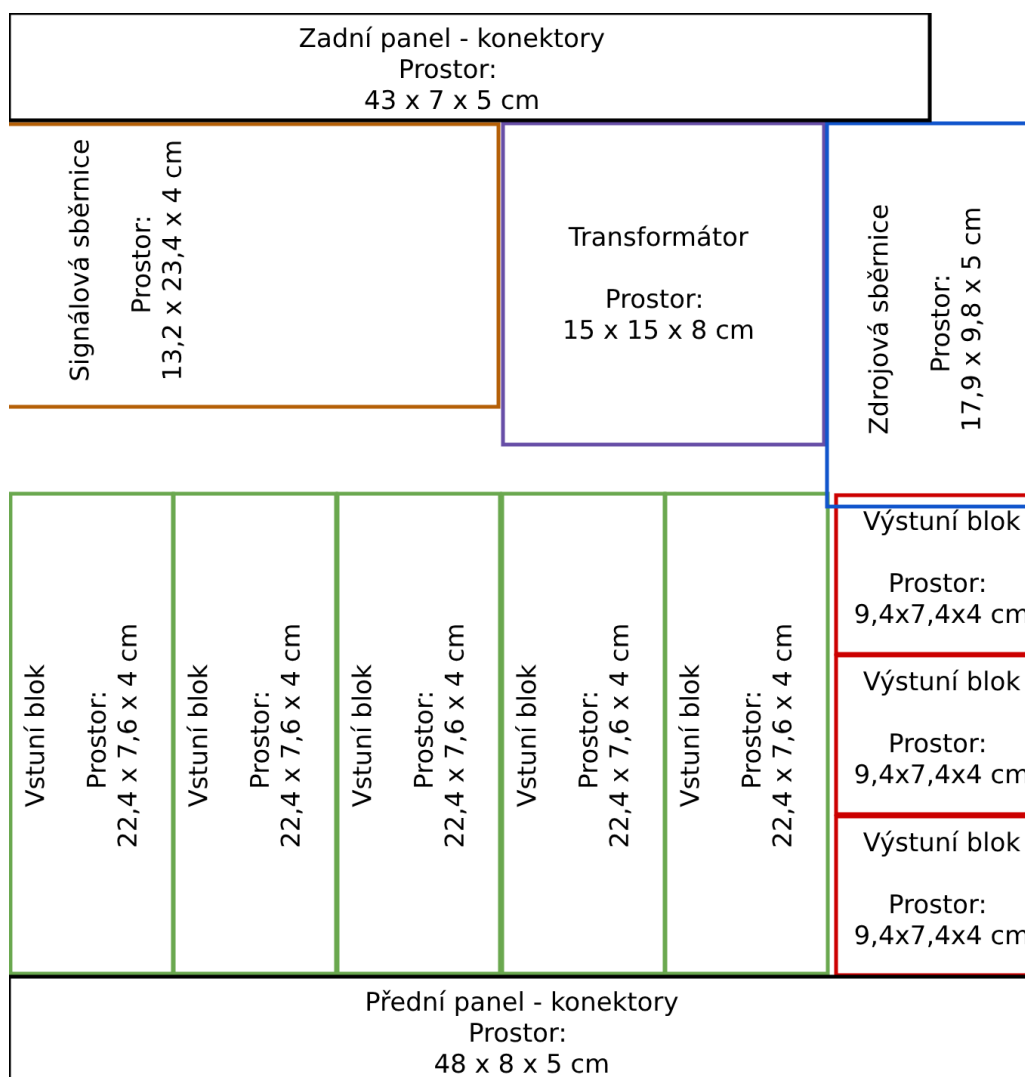 Zadní panel - konektory
Prostor:
43 x 7 x 5 cm
Signálová sběrnice
Prostor:
13,2 x 23,4 x 4 cm
Transformátor
Prostor:
15 x 15 x 8 cm
Zdrojová sběrnice
Prostor:
17,9 x 9,8 x 5 cm
Vstuní blok
Prostor:
22,4 x 7,6 x 4 cm
Vstuní blok
Prostor:
22,4 x 7,6 x 4 cm
Vstuní blok
Prostor:
22,4 x 7,6 x 4 cm
Vstuní blok
Prostor:
22,4 x 7,6 x 4 cm
Vstuní blok
Prostor:
22,4 x 7,6 x 4 cm
Výstuní blok
Prostor:
9,4x7,4x4 cm
Výstuní blok
Prostor:
9,4x7,4x4 cm
Výstuní blok
Prostor:
9,4x7,4x4 cm
Přední panel - konektory
Prostor:
48 x 8 x 5 cm